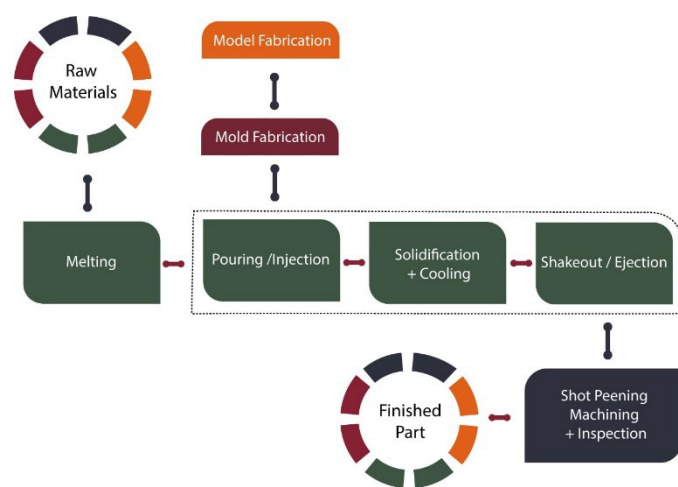 Raw
Materials
Model Fabrication
Mold Fabrication
Melting
Pouring /Injection
Solidification
+ Cooling
Shakeout / Ejection
Finished
Part
Shot Peening
Machining
+ Inspection